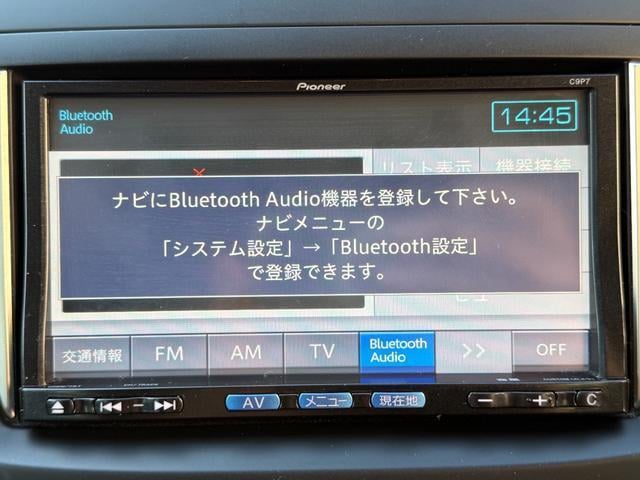 Pioneer
C9P7
Bluetooth
Audio
14:45
リスト表示
機器接続
ナビにBluetooth Audio機器を登録して下さい。
ナビメニューの
「システム設定」→「Bluetooth設定」
で登録できます。
交通情報
FM
AM
TV
Bluetooth
Audio
>>
OFF
AV
メニュー
現在地
C